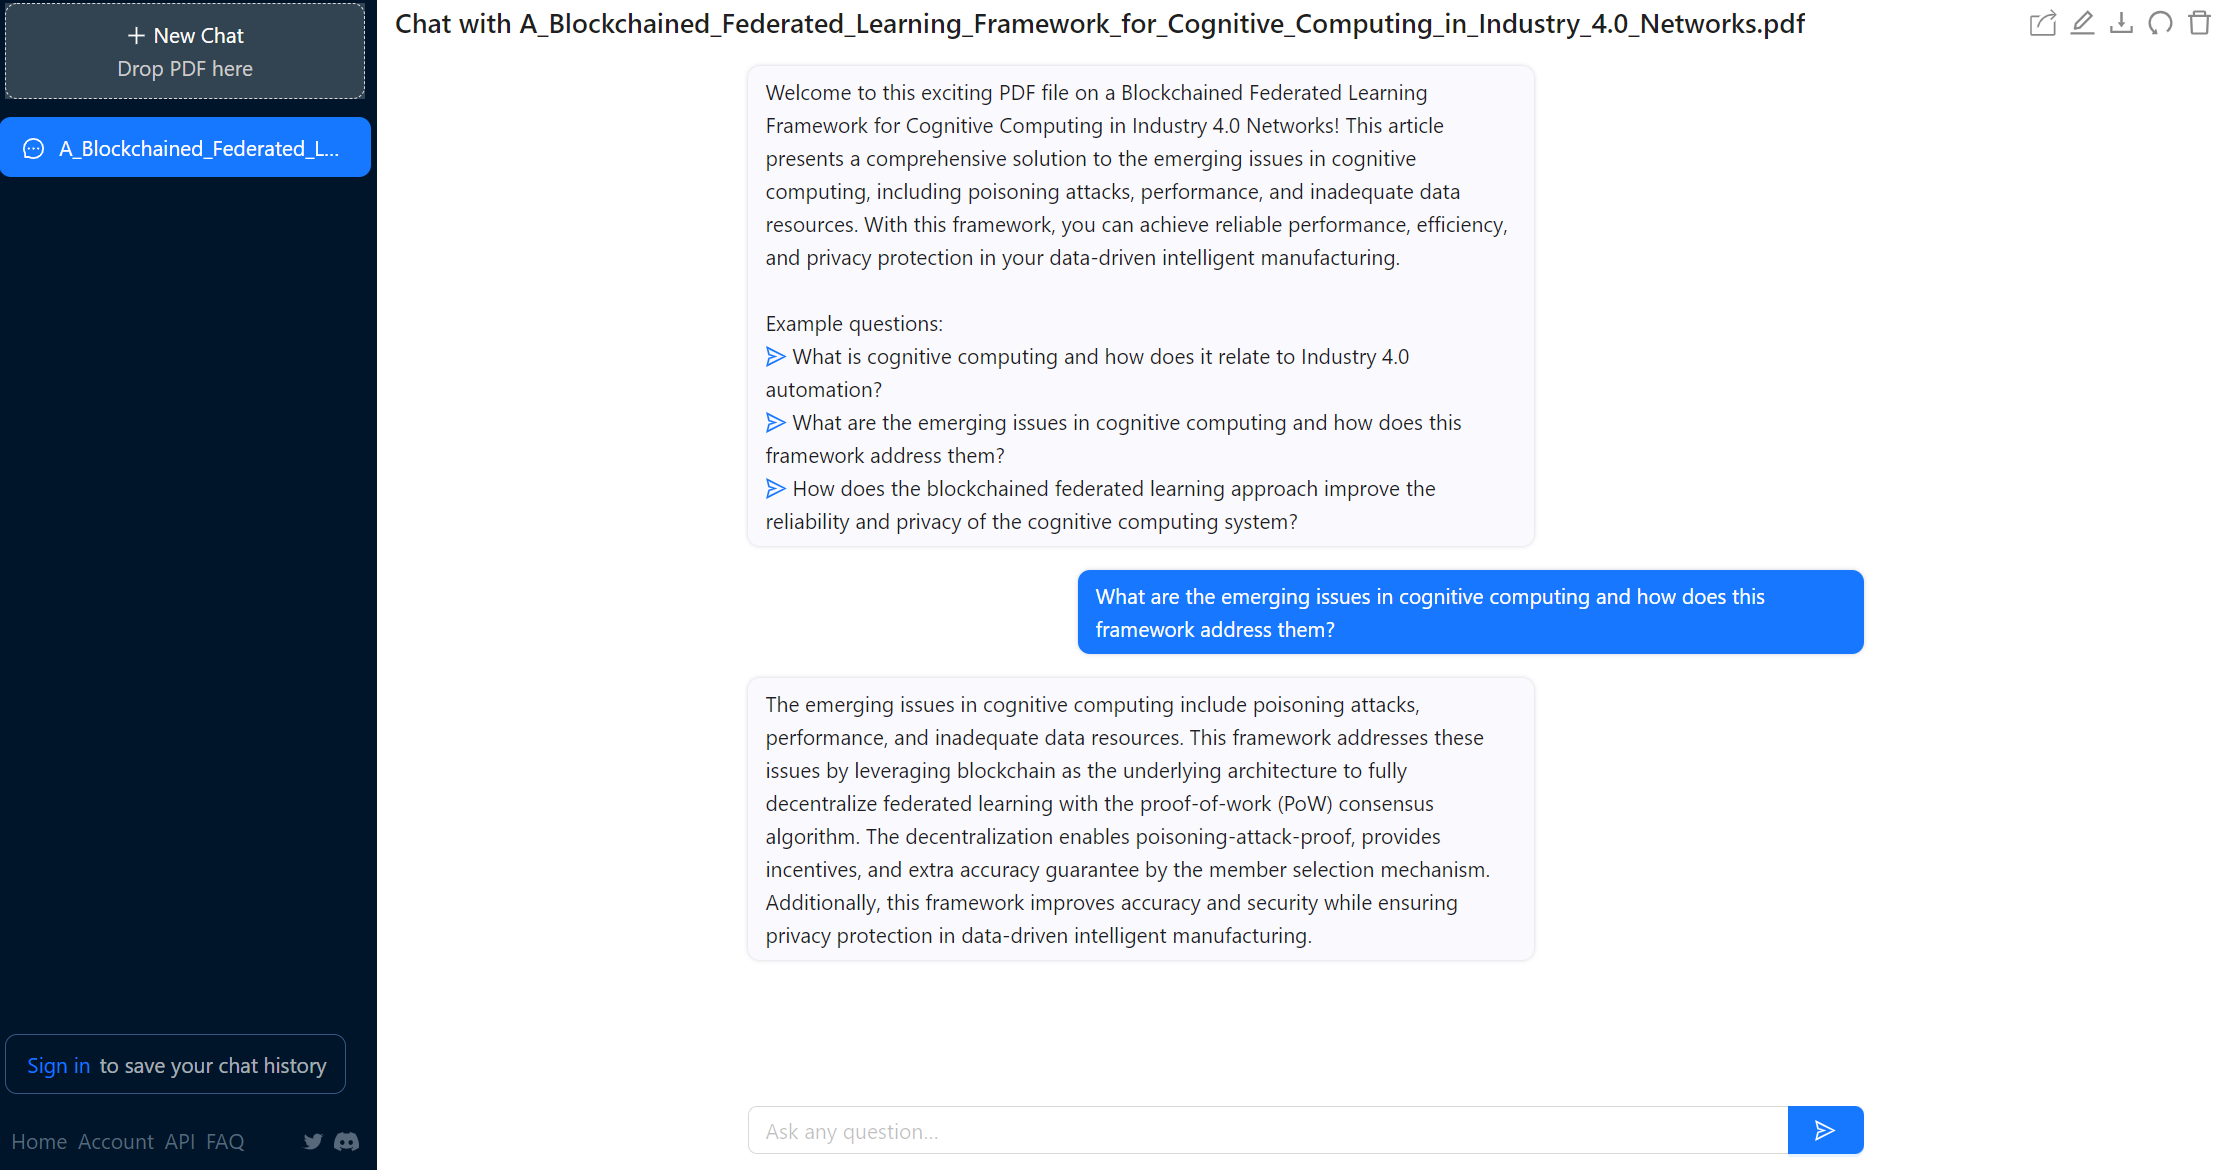 New Chat
Drop PDF here
A_Blockchained_Federated_L...
Sign in to save your chat history
Home Account API FAQ
Chat with A_Blockchained_Federated_Learning_Framework_for_Cognitive_Computing_in_Industry_4.0_Networks.pdf
Welcome to this exciting PDF file on a Blockchained Federated Learning
Framework for Cognitive Computing in Industry 4.0 Networks! This article
presents a comprehensive solution to the emerging issues in cognitive
computing, including poisoning attacks, performance, and inadequate data
resources. With this framework, you can achieve reliable performance, efficiency,
and privacy protection in your data-driven intelligent manufacturing.
Example questions:
What is cognitive computing and how does it relate to Industry 4.0
automation?
What are the emerging issues in cognitive computing and how does this
framework address them?
How does the blockchained federated learning approach improve the
reliability and privacy of the cognitive computing system?
What are the emerging issues in cognitive computing and how does this
framework address them?
The emerging issues in cognitive computing include poisoning attacks,
performance, and inadequate data resources. This framework addresses these
issues by leveraging blockchain as the underlying architecture to fully
decentralize federated learning with the proof-of-work (PoW) consensus
algorithm. The decentralization enables poisoning-attack-proof, provides
incentives, and extra accuracy guarantee by the member selection mechanism.
Additionally, this framework improves accuracy and security while ensuring
privacy protection in data-driven intelligent manufacturing.
Ask any question...